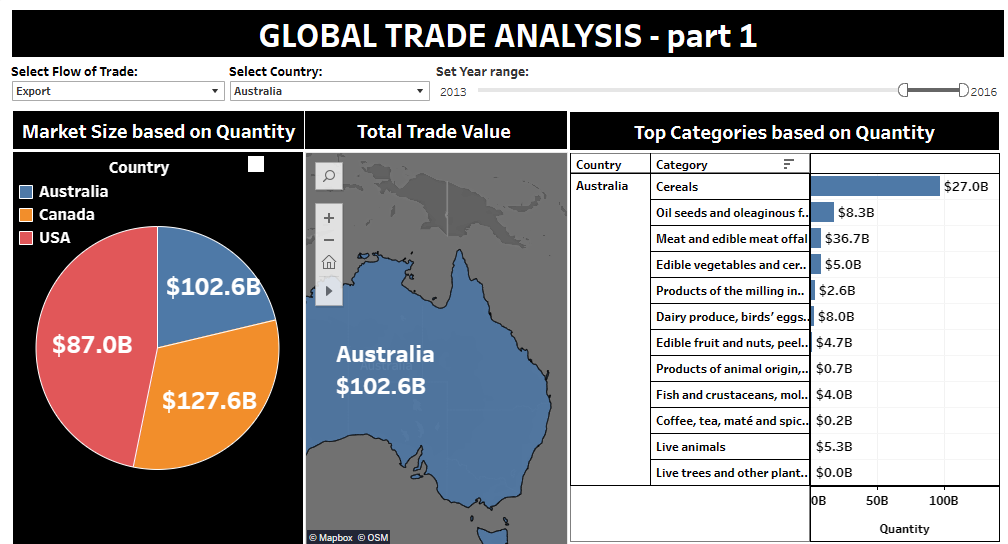 GLOBAL TRADE ANALYSIS - part 1
Select Flow of Trade:
Select Country:
Set Year range:
Export
Australia
2013
2016
Market Size based on Quantity
Total Trade Value
Top Categories based on Quantity
Country
Australia
Canada
USA
$102.6B
$87.0B
$127.6B
Australia
$102.6B
© Mapbox © OSM
Country
Category
Australia
Cereals
$27.0B
Oil seeds and oleaginous f..
$8.3B
Meat and edible meat offal
$36.7B
Edible vegetables and cer..
$5.0B
Products of the milling in..
$2.6B
Dairy produce, birds’ eggs..
$8.0B
Edible fruit and nuts, peel..
$4.7B
Products of animal origin,..
$0.7B
Fish and crustaceans, mol..
$4.0B
Coffee, tea, maté and spic..
$0.2B
Live animals
$5.3B
Live trees and other plant..
$0.0B
0B
50B
100B
Quantity